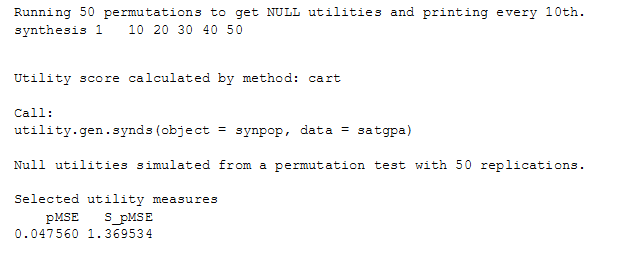 Running 50 permutations to get NULL utilities and printing every 10th.
synthesis 1   10 20 30 40 50
Utility score calculated by method: cart
Call:
utility.gen.synds(object = synpop, data = satgpa)
Null utilities simulated from a permutation test with 50 replications.
Selected utility measures
    pMSE   S_pMSE
0.047560 1.369534